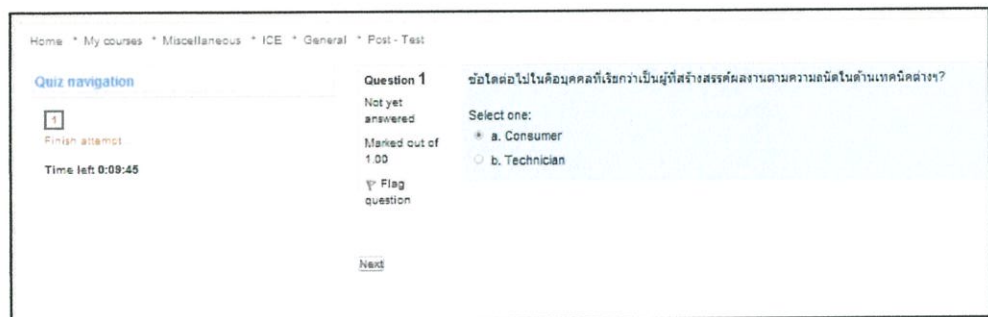 Home * My courses * Miscellaneous * ICE * General * Post - Test
Quiz navigation
1
Finish attempt
Time left 0:09:45
Question 1
Not yet
answered
Marked out of
1.00
Flag
question
ข้อใดต่อไปในคือบุคคลที่เรียกว่าเป็นผู้ที่สร้างสรรค์ผลงานตามความถนัดในด้านเทคนิคต่างๆ?
Select one:
a. Consumer
b. Technician
Next